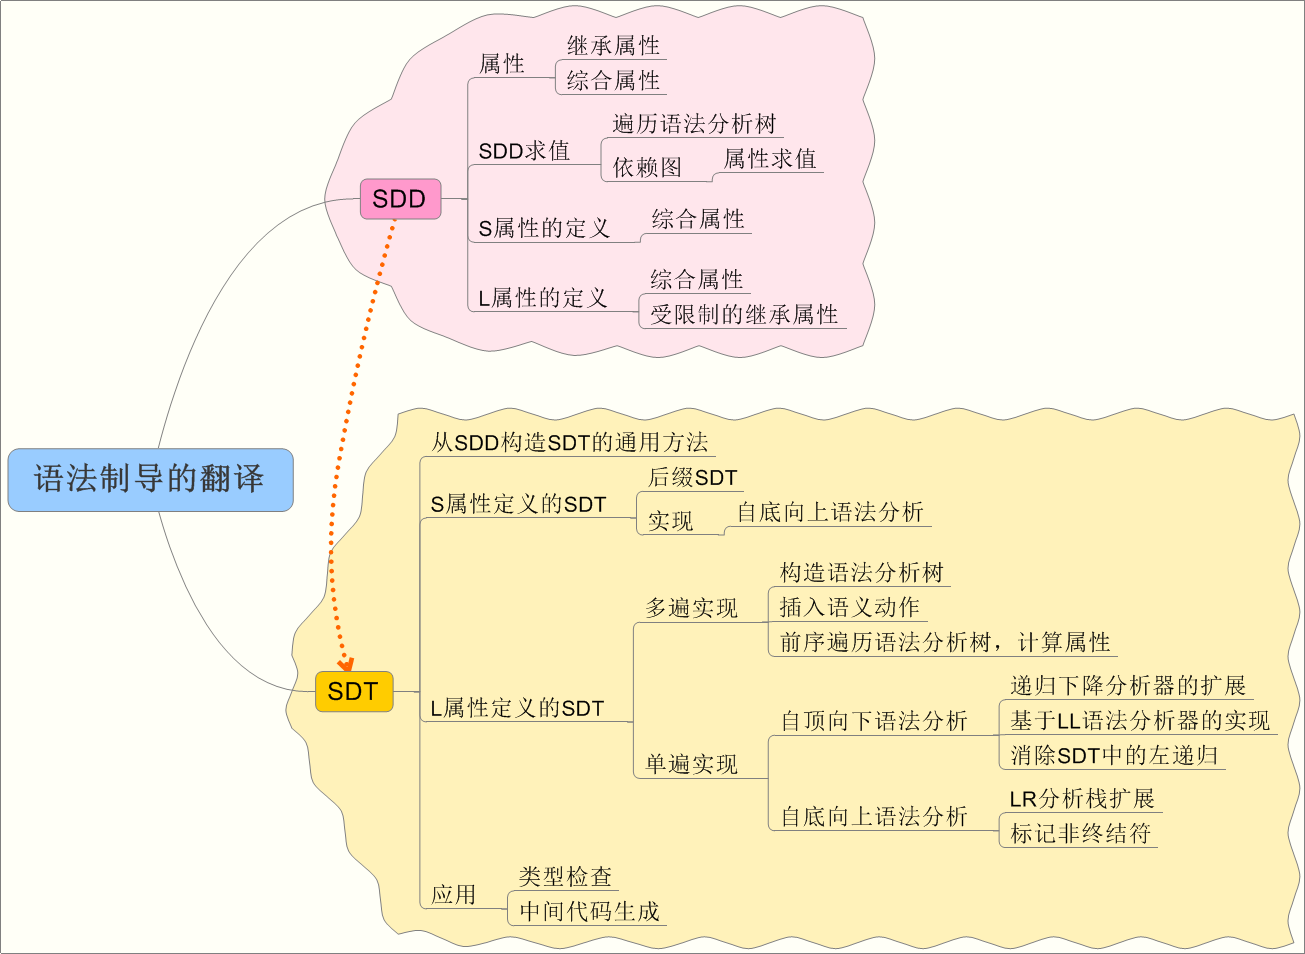 语法制导的翻译
SDD
属性
继承属性
综合属性
SDD求值
遍历语法分析树
依赖图
属性求值
S属性的定义
综合属性
L属性的定义
综合属性
受限制的继承属性
SDT
从SDD构造SDT的通用方法
S属性定义的SDT
后缀SDT
实现
自底向上语法分析
L属性定义的SDT
多遍实现
构造语法分析树
插入语义动作
前序遍历语法分析树，计算属性
单遍实现
自顶向下语法分析
递归下降分析器的扩展
基于LL语法分析器的实现
消除SDT中的左递归
自底向上语法分析
LR分析栈扩展
标记非终结符
应用
类型检查
中间代码生成